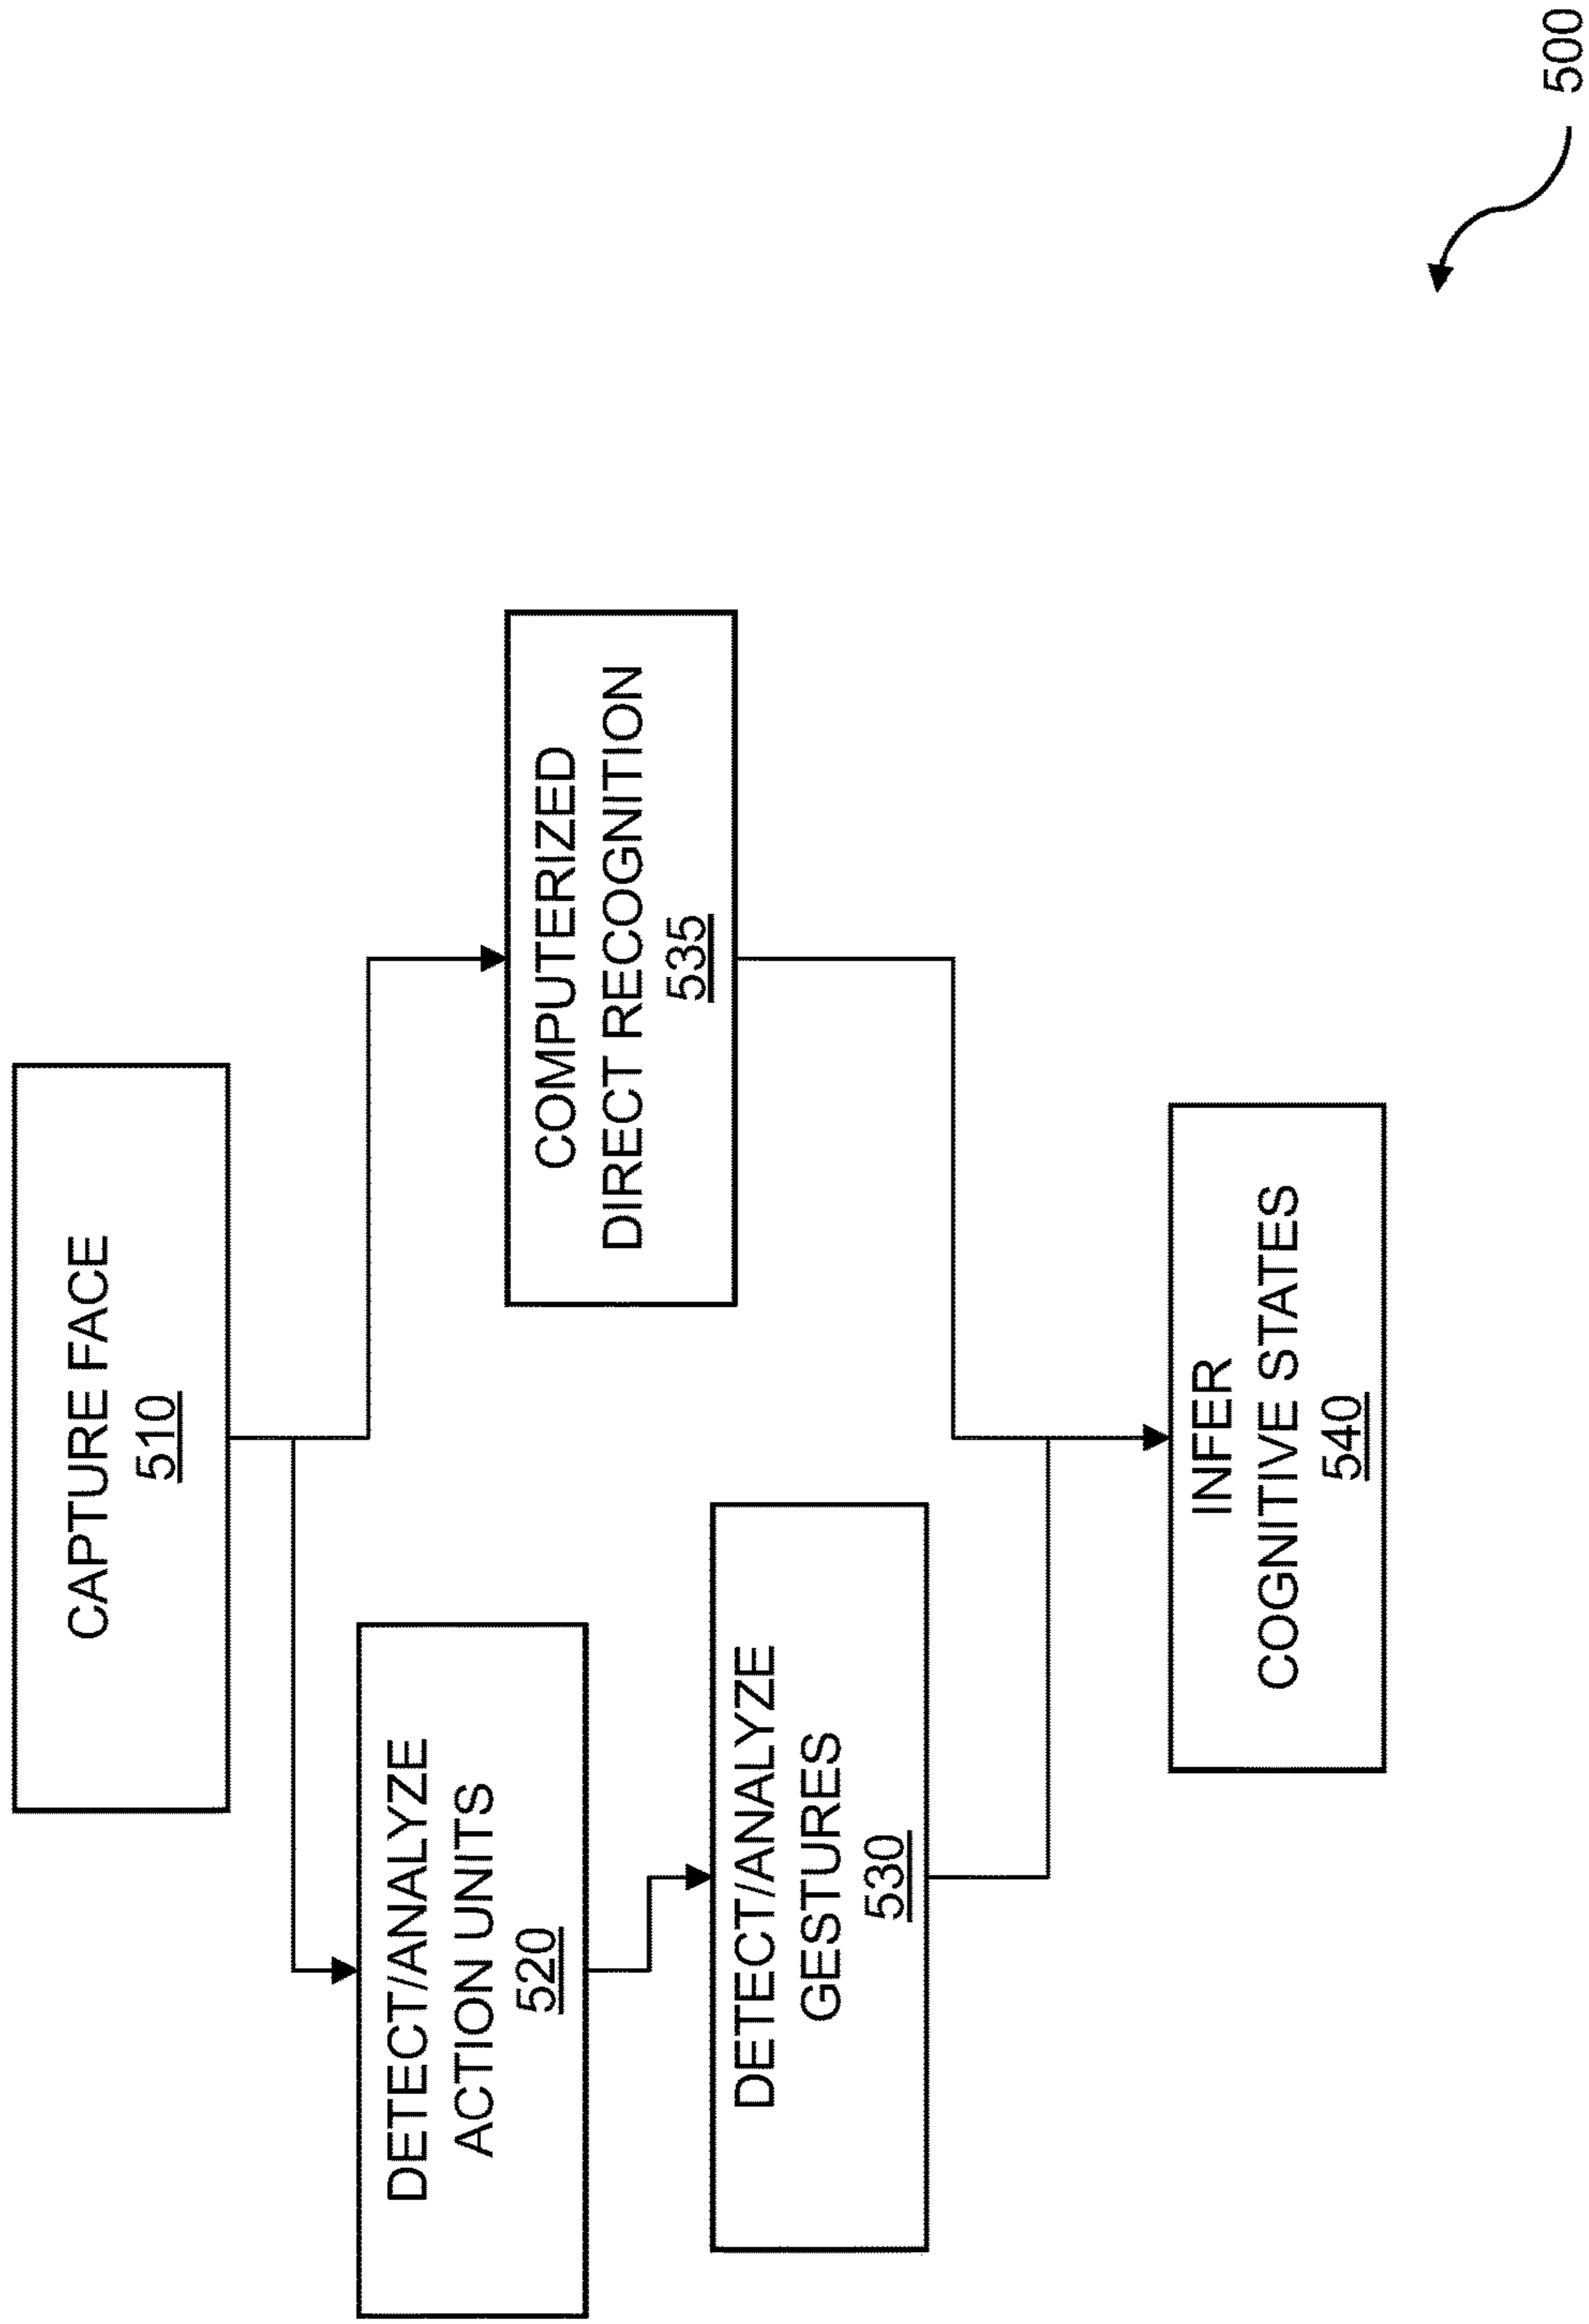 CAPTURE FACE
510
DETECT/ANALYZE
ACTION UNITS
520
COMPUTERIZED
DIRECT RECOGNITION
535
DETECT/ANALYZE
GESTURES
530
INFER
COGNITIVE STATES
540
500